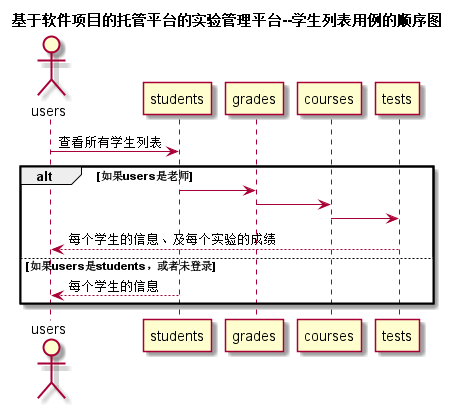 基于软件项目的托管平台的实验管理平台--学生列表用例的顺序图
users
students
grades
courses
tests
查看所有学生列表
alt
[如果users是老师]
每个学生的信息、及每个实验的成绩
[如果users是students，或者未登录]
每个学生的信息
users
students
grades
courses
tests